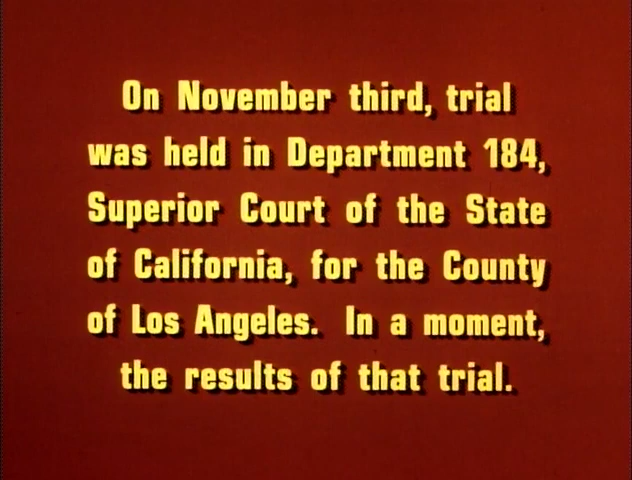 On November third, trial
was held in Department 184,
Superior Court of the State
of California, for the County
of Los Angeles. In a moment,
the results of that trial.